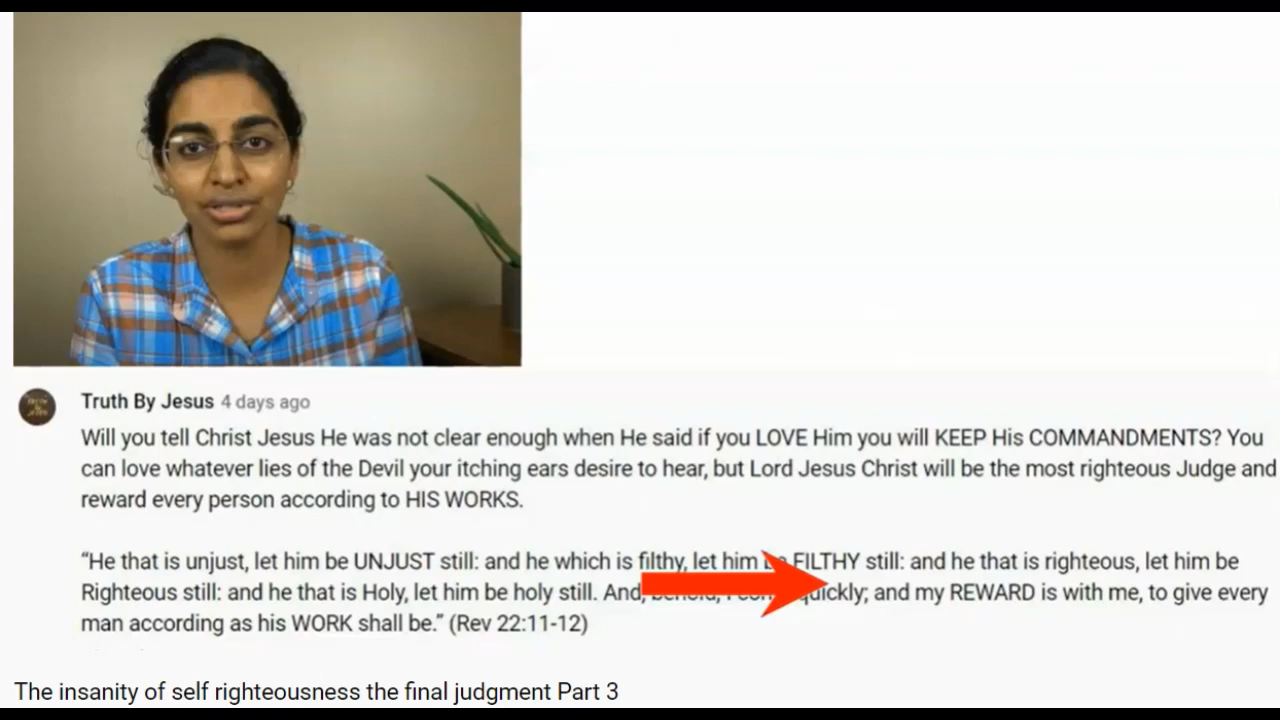 Truth By Jesus 4 days ago
Will you tell Christ Jesus He was not clear enough when He said if you LOVE Him you will KEEP His COMMANDMENTS? You
can love whatever lies of the Devil your itching ears desire to hear, but Lord Jesus Christ will be the most righteous Judge and
reward every person according to HIS WORKS.
“He that is unjust, let him be UNJUST still: and he which is filthy, let him be FILTHY still: and he that is righteous, let him be
Righteous still: and he that is Holy, let him be holy still. And, quickly; and my REWARD is with me, to give every
man according as his WORK shall be.” (Rev 22:11-12)
The insanity of self righteousness the final judgment Part 3